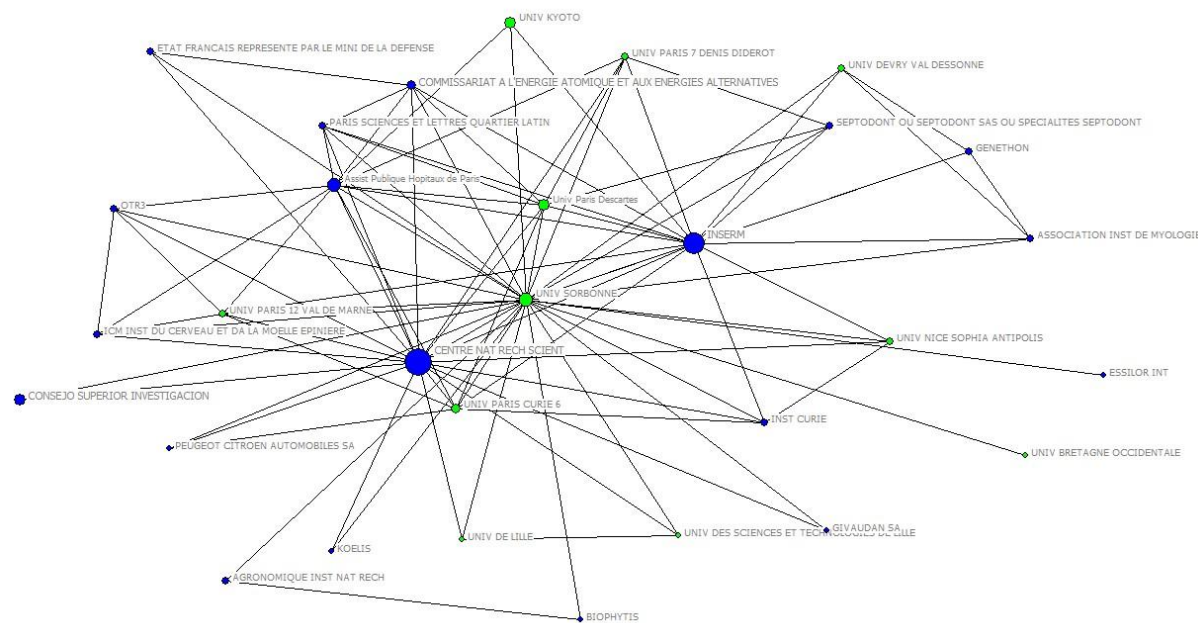 UNIV KYOTO
ETAT FRANCAIS REPRESENTE PAR LE MINI DE LA DEFENSE
UNIV PARIS 7 DENIS DIDEROT
UNIV DEVRY VAL DESSONNE
COMMISSARIAT A L'ENERGIE ATOMIQUE ET AUX ENERGIES ALTERNATIVES
PARIS SCIENCES ET LETTRES QUARTIER LATIN
SEPTODONT OU SEPTODONT SAS OU SPECIALITES SEPTODONT
GENETHON
Assist Publique Hopitaux de Paris
OTR3
Univ Paris Descartes
INSERM
ASSOCIATION INST DE MYOLOGIE
UNIV SORBONNE
UNIV PARIS 12 VAL DE MARNE
ICM INST DU CERVEAU ET DA LA MOELLE EPINIERE
UNIV NICE SOPHIA ANTIPOLIS
CENTRE NAT RECH SCIENT
ESSILOR INT
CONSEJO SUPERIOR INVESTIGACION
UNIV PARIS CURIE 6
INST CURIE
PEUGEOT CITROEN AUTOMOBILES SA
UNIV BRETAGNE OCCIDENTALE
GIVAUDAN SA
UNIV DE LILLE
UNIV DES SCIENCES ET TECHNOLOGIES DE LILLE
KOELIS
AGRONOMIQUE INST NAT RECH
BIOPHYTIS